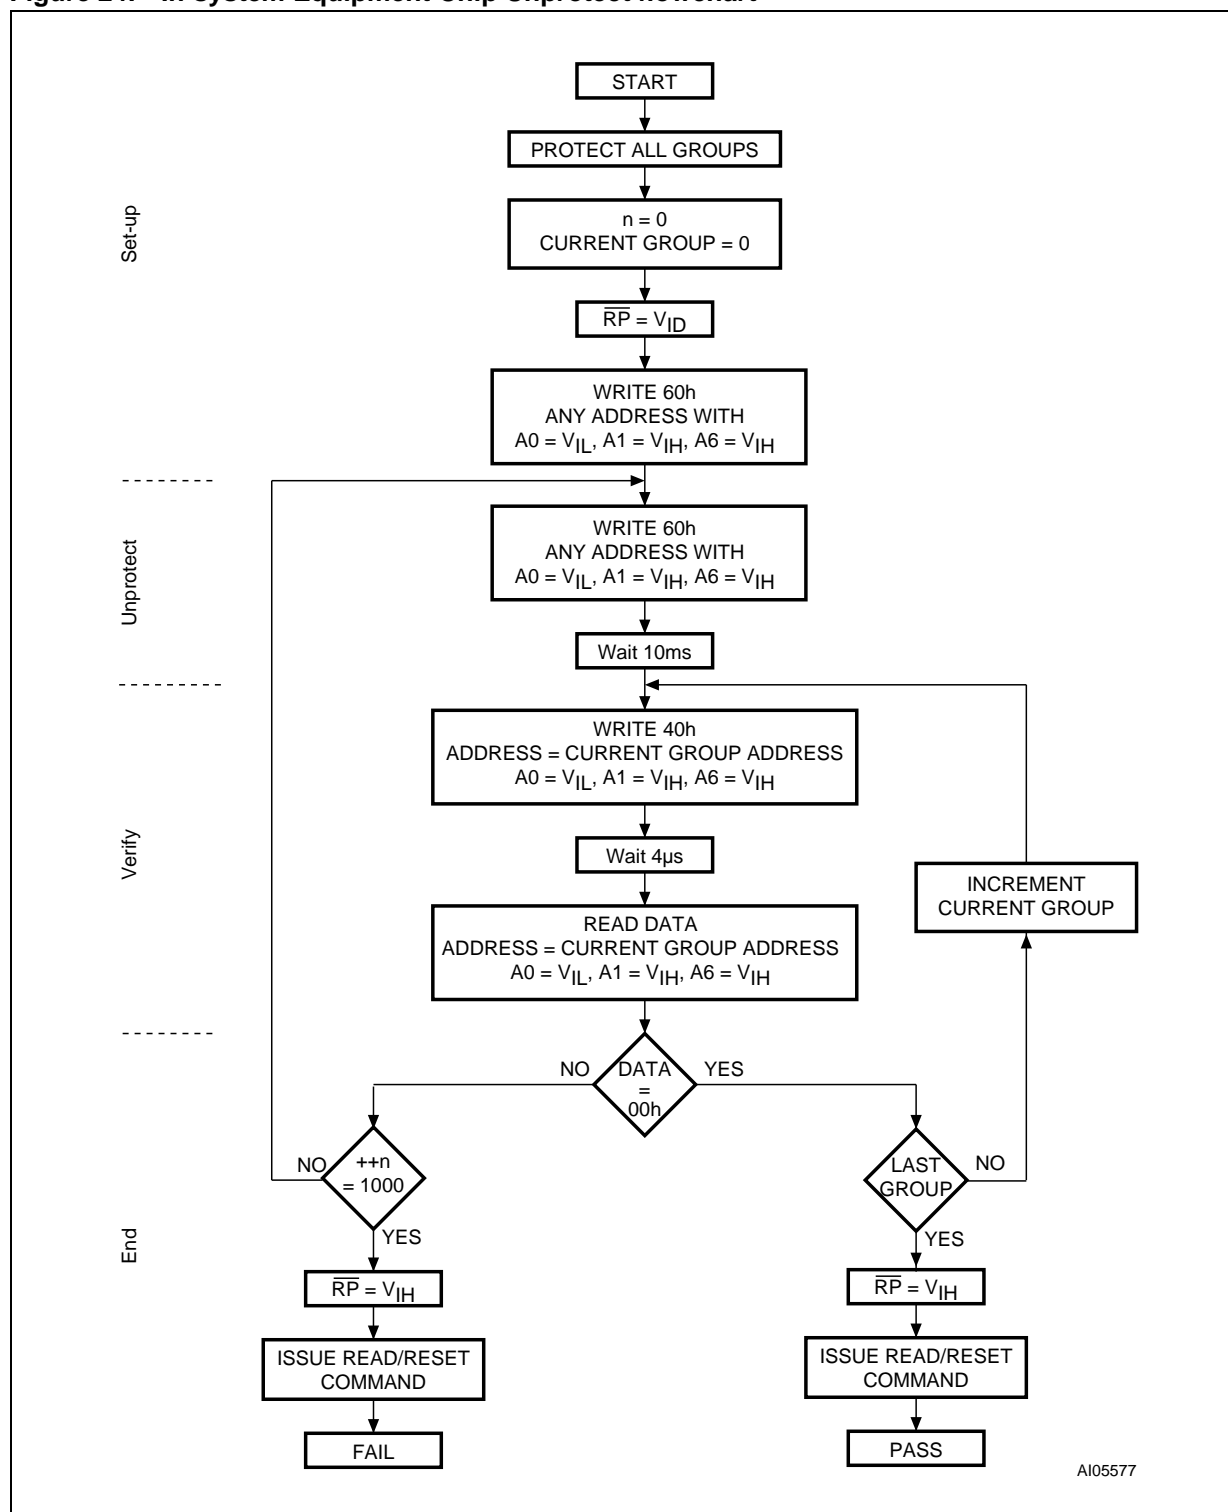 START
PROTECT ALL GROUPS
n = 0
CURRENT GROUP = 0
Set-up
RP = VID
WRITE 60h
ANY ADDRESS WITH
A0 = VIL, A1 = VIH, A6 = VIH
WRITE 60h
ANY ADDRESS WITH
A0 = VIL, A1 = VIH, A6 = VIH
Unprotect
Wait 10ms
WRITE 40h
ADDRESS = CURRENT GROUP ADDRESS
A0 = VIL, A1 = VIH, A6 = VIH
Verify
Wait 4µs
INCREMENT
CURRENT GROUP
READ DATA
ADDRESS = CURRENT GROUP ADDRESS
A0 = VIL, A1 = VIH, A6 = VIH
NO
DATA
=
00h
YES
NO
++n
= 1000
LAST
GROUP
NO
End
YES
YES
RP = VIH
RP = VIH
ISSUE READ/RESET
COMMAND
ISSUE READ/RESET
COMMAND
FAIL
PASS
AI05577